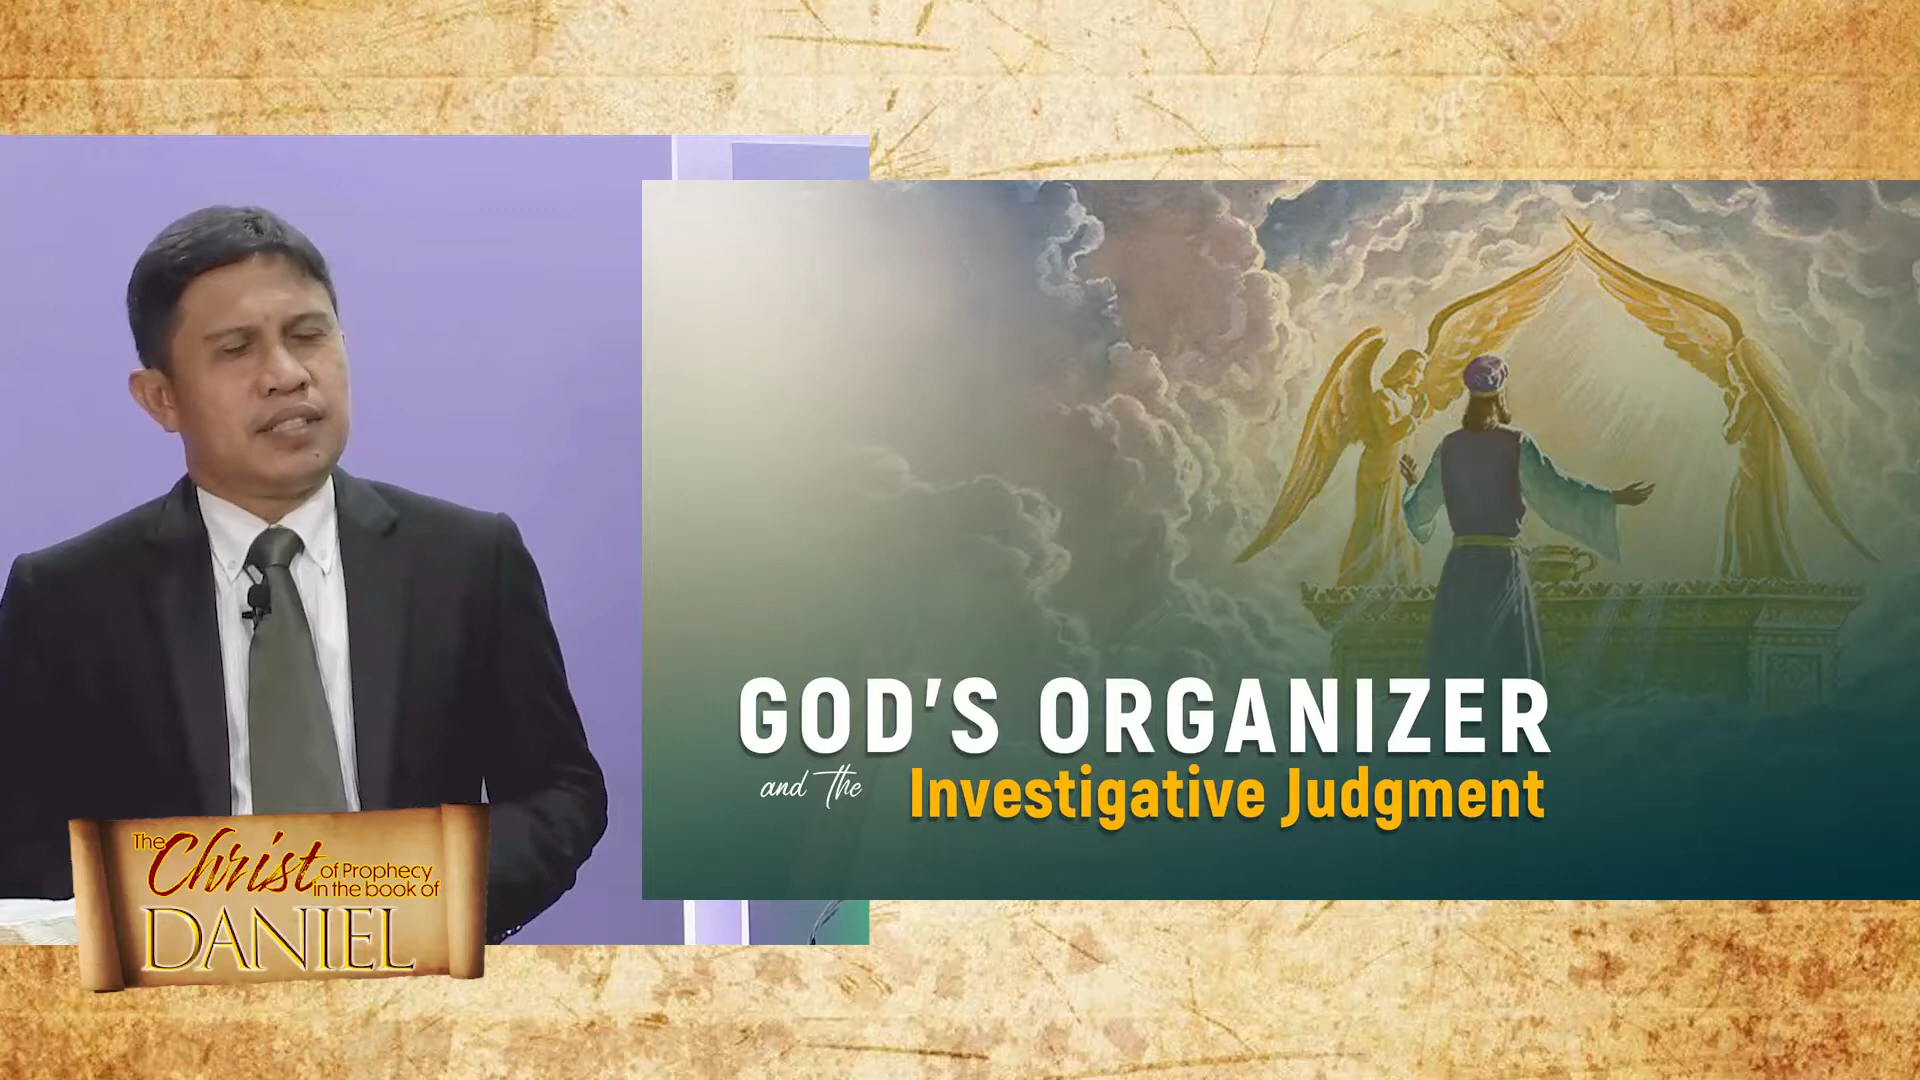 GOD'S ORGANIZER
and the Investigative Judgment
The Christ of Prophecy
in the book of
DANIEL